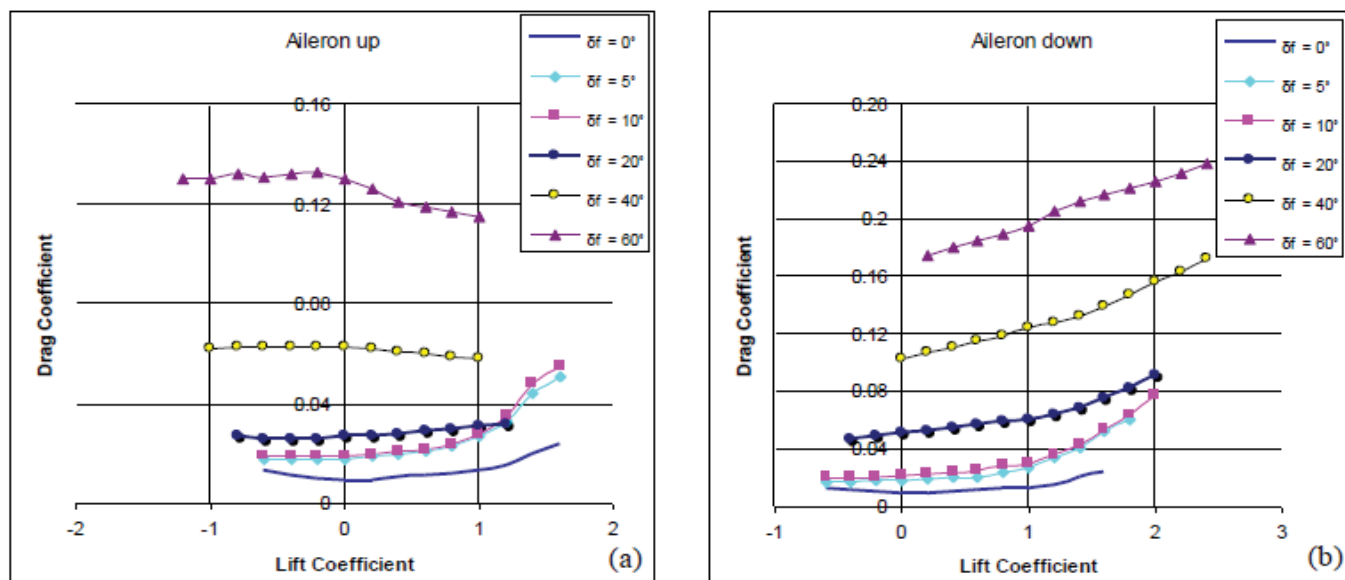 Aileron up
δf = 0°
δf = 5°
δf = 10°
δf = 20°
δf = 40°
δf = 60°
0.16
0.12
0.08
0.04
0
-2 -1 0 1 2
Drag Coefficient
Lift Coefficient
(a)
Aileron down
δf = 0°
δf = 5°
δf = 10°
δf = 20°
δf = 40°
δf = 60°
0.28
0.24
0.2
0.16
0.12
0.08
0.04
0
-1 0 1 2 3
Drag Coefficient
Lift Coefficient
(b)